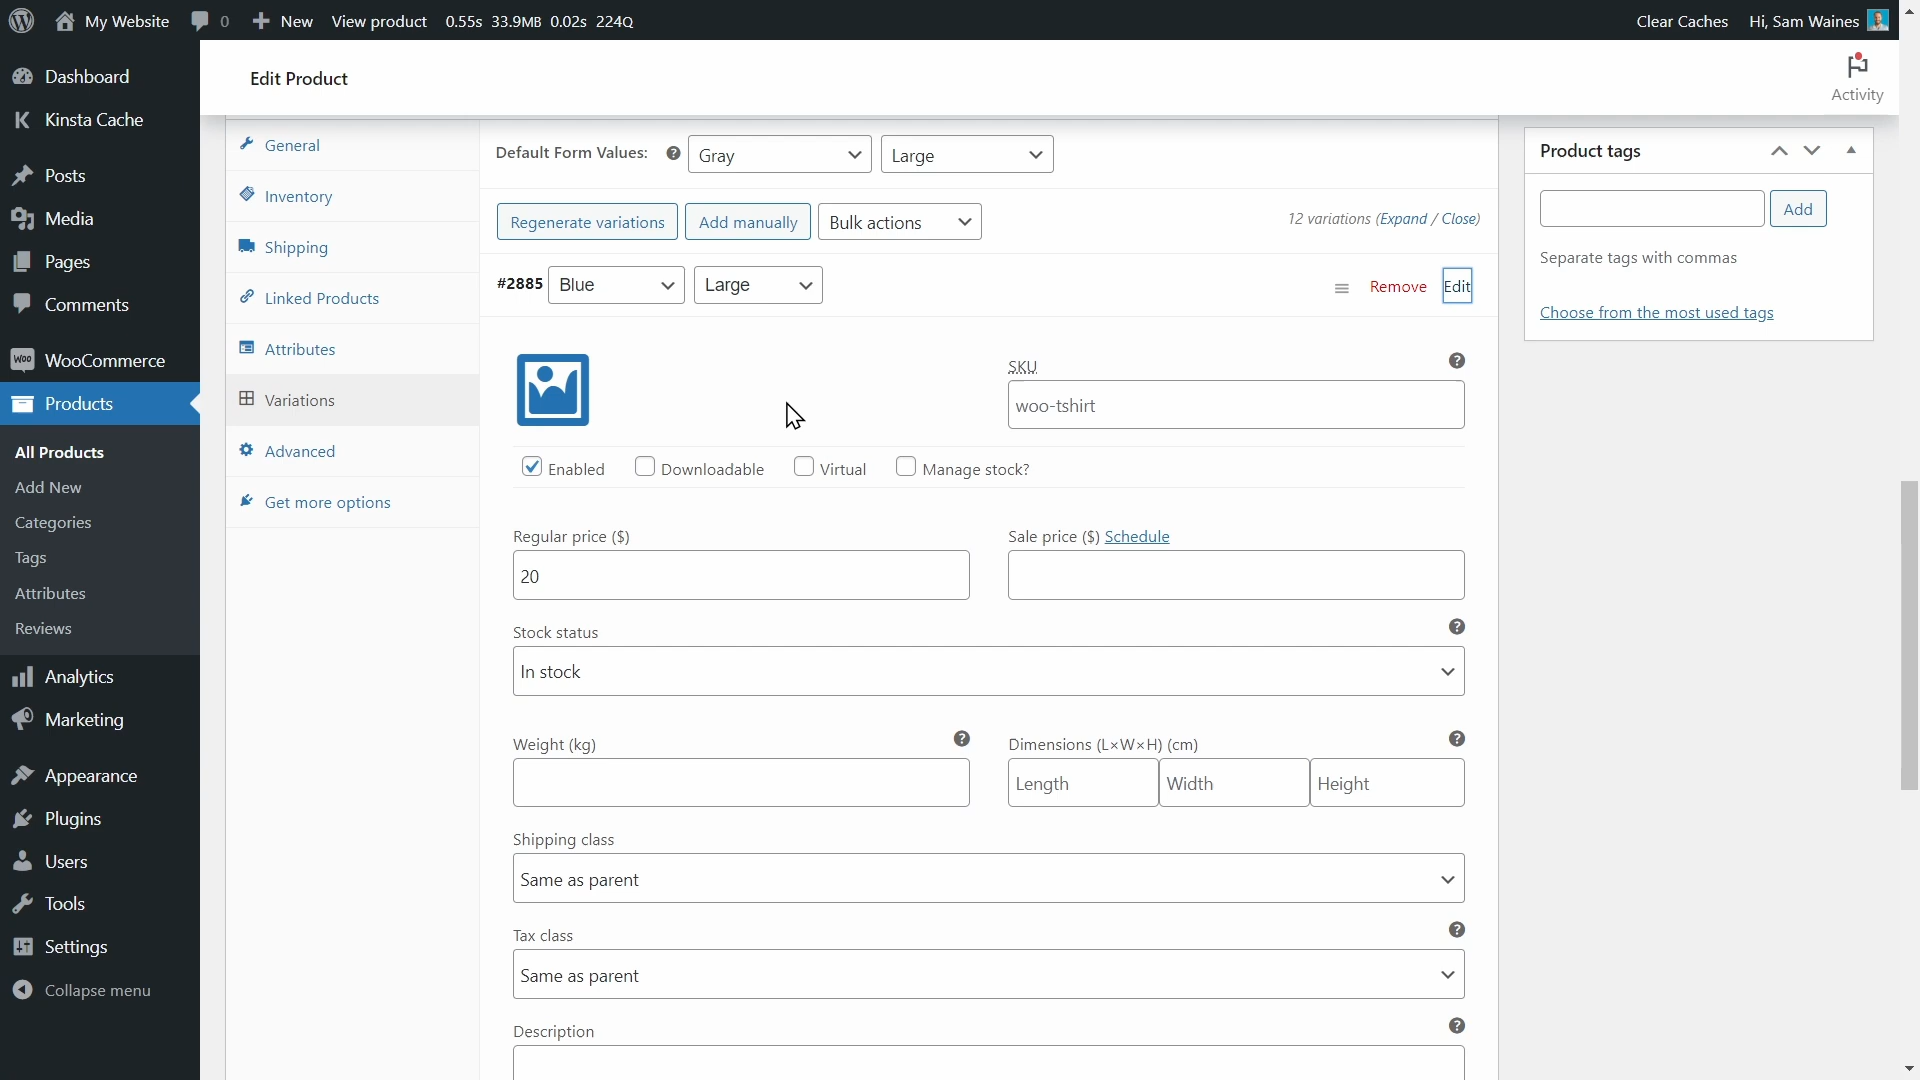 My Website 0 New View product 0.55s 33.9MB 0.02s 224Q Clear Caches Hi, Sam Waines
Dashboard
Kinsta Cache
Posts
Media
Pages
Comments
WooCommerce
Products
All Products
Add New
Categories
Tags
Attributes
Reviews
Analytics
Marketing
Appearance
Plugins
Users
Tools
Settings
Collapse menu
Edit Product
Activity
General
Inventory
Shipping
Linked Products
Attributes
Variations
Advanced
Get more options
Default Form Values: Gray Large
Regenerate variations Add manually Bulk actions 12 variations (Expand / Close)
#2885 Blue Large Remove Edit
SKU
woo-tshirt
Enabled Downloadable Virtual Manage stock?
Regular price ($) Sale price ($) Schedule
20
Stock status
In stock
Weight (kg) Dimensions (L×W×H) (cm)
Length Width Height
Shipping class
Same as parent
Tax class
Same as parent
Description
Product tags
Add
Separate tags with commas
Choose from the most used tags